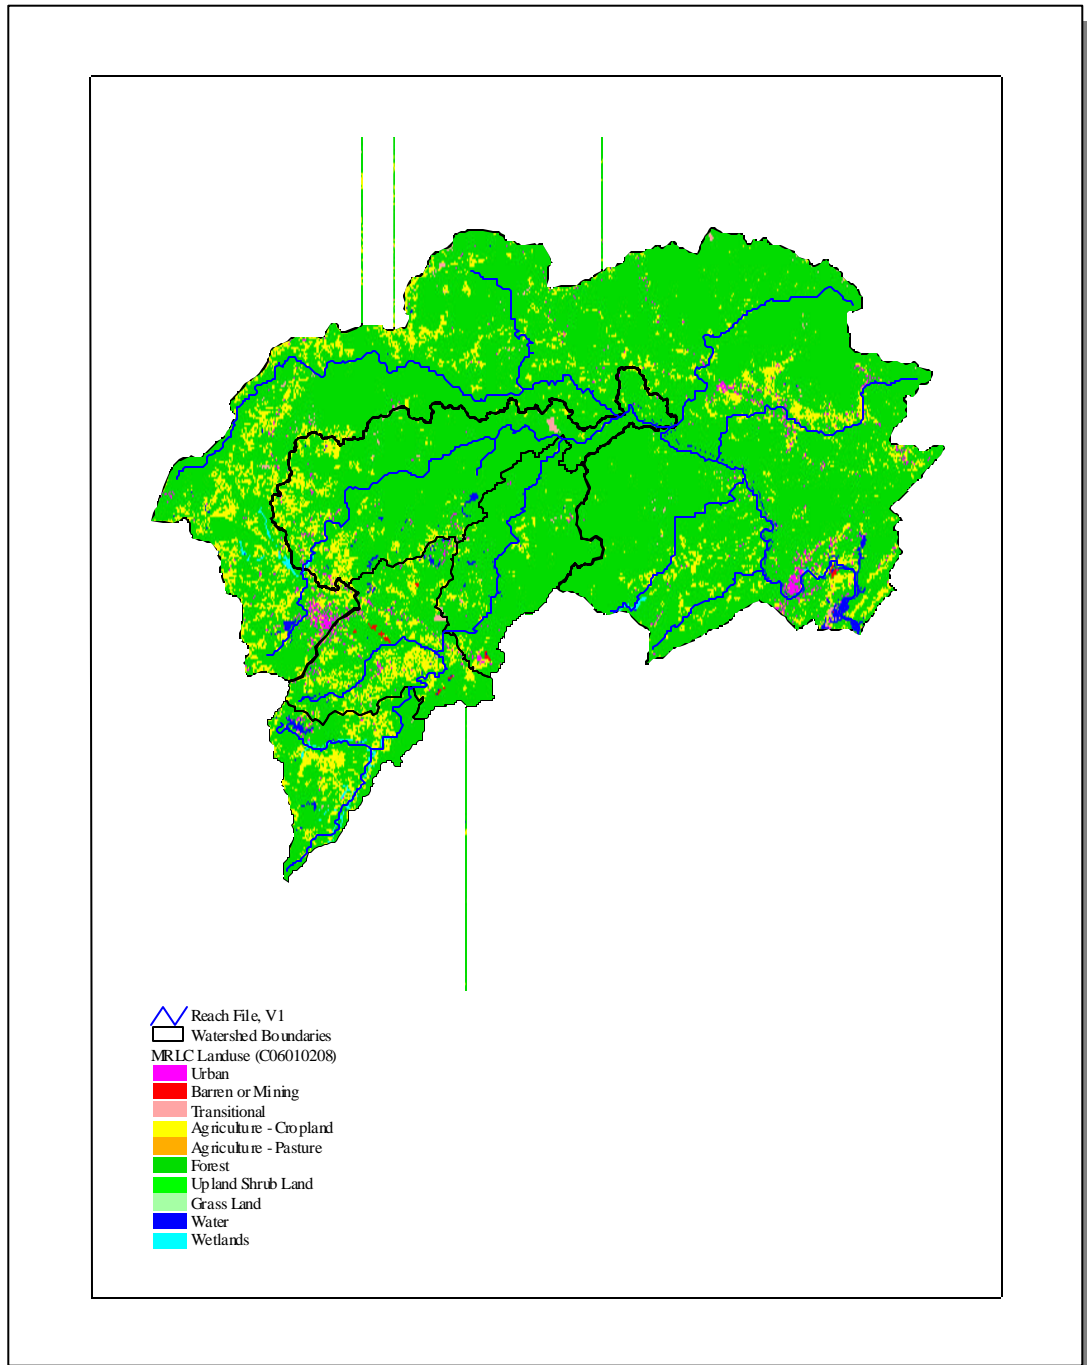 Reach File, V1
Watershed Boundaries
MRLC Landuse (C06010208)
Urban
Barren or Mining
Transitional
Agriculture - Cropland
Agriculture - Pasture
Forest
Upland Shrub Land
Grass Land
Water
Wetlands